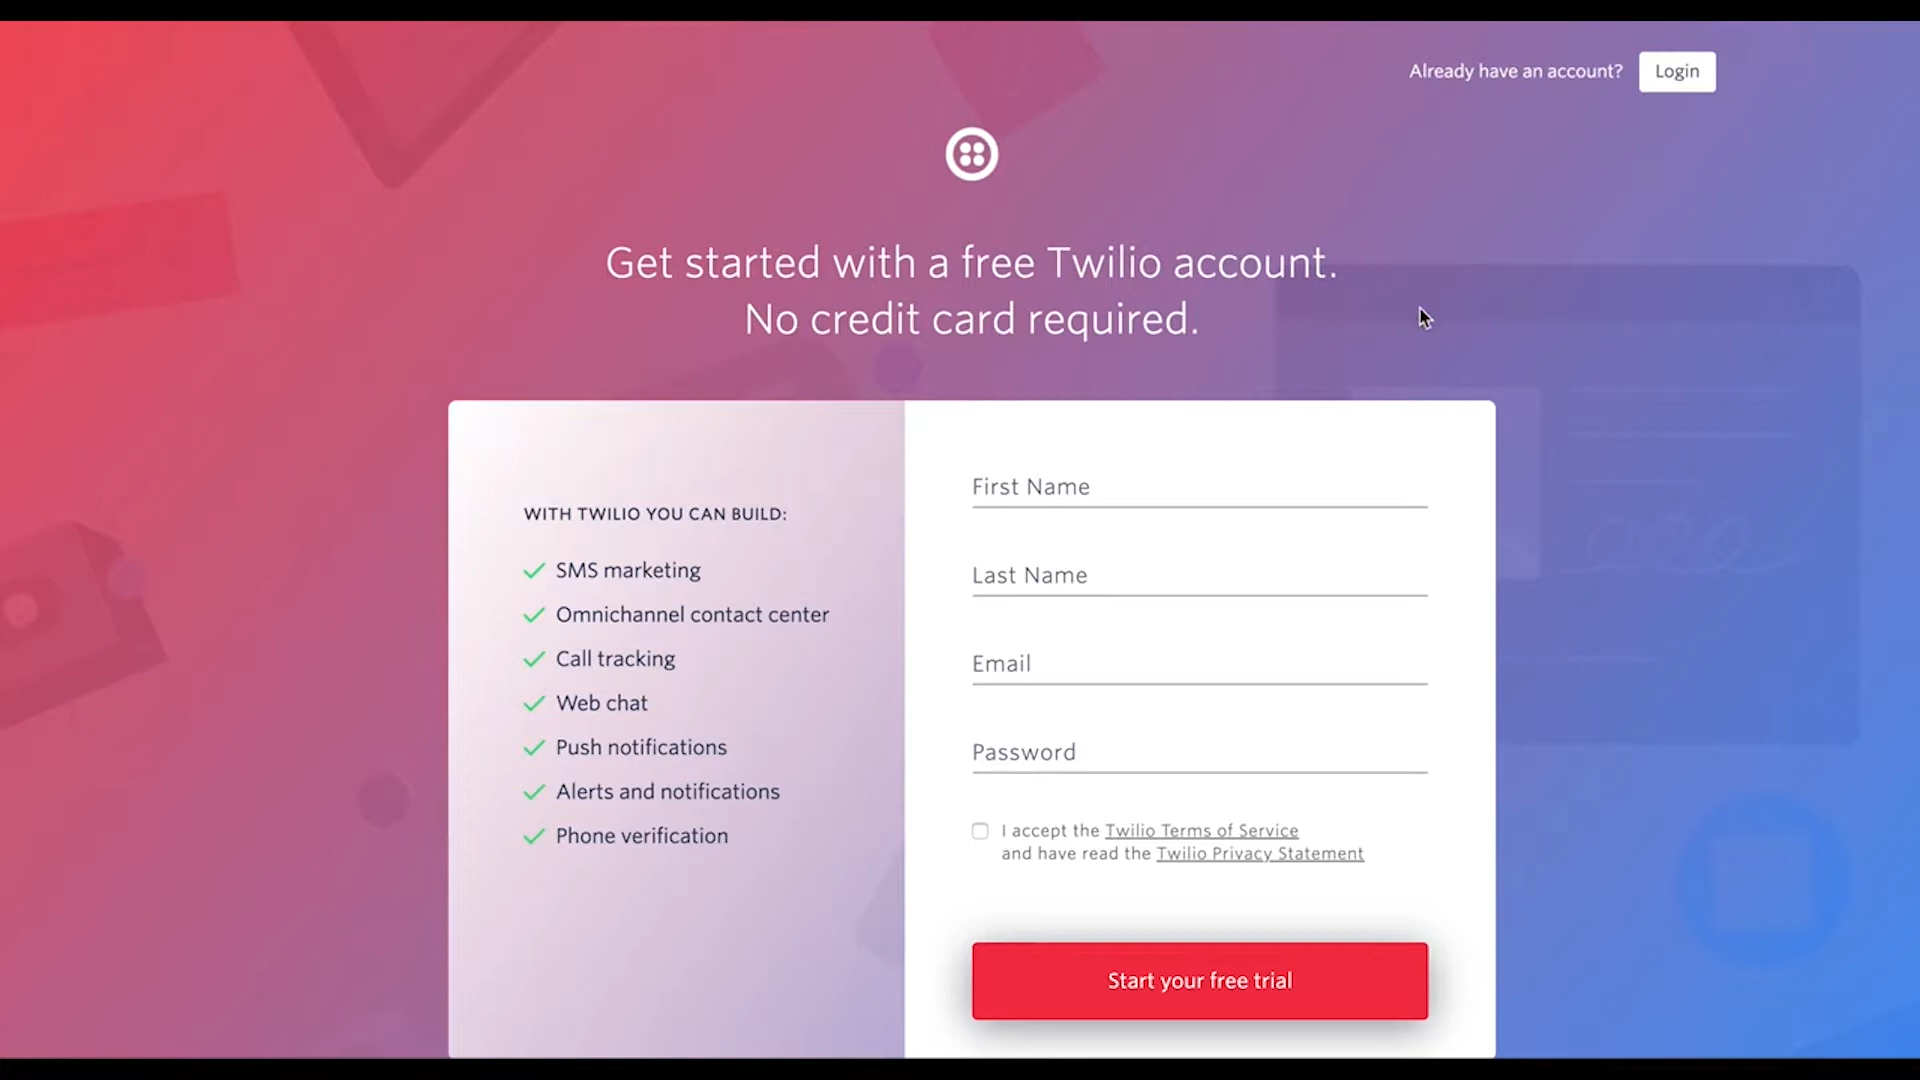 Already have an account?
Login
Get started with a free Twilio account.
No credit card required.
WITH TWILIO YOU CAN BUILD:
SMS marketing
Omnichannel contact center
Call tracking
Web chat
Push notifications
Alerts and notifications
Phone verification
First Name
Last Name
Email
Password
I accept the Twilio Terms of Service
and have read the Twilio Privacy Statement
Start your free trial